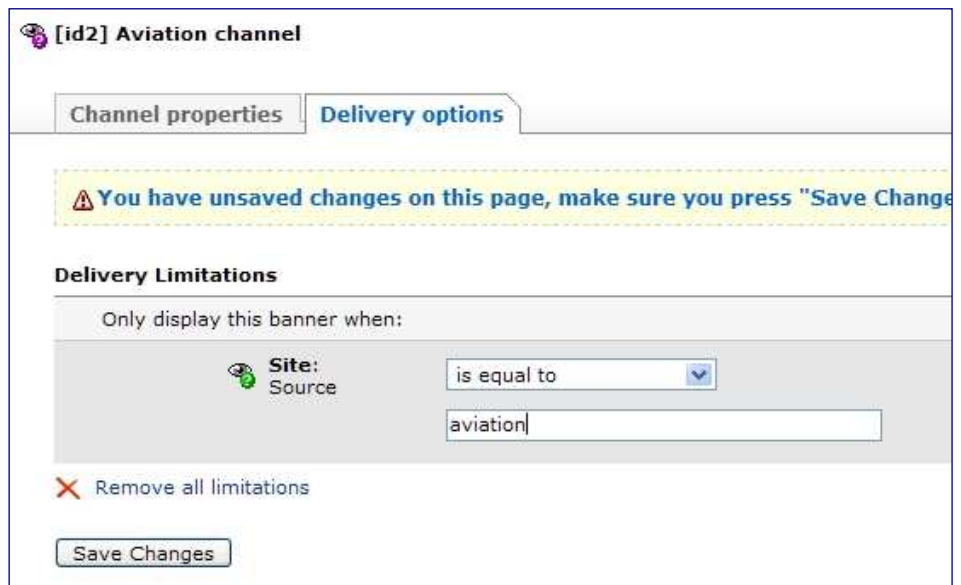 [id2] Aviation channel
Channel properties
Delivery options
You have unsaved changes on this page, make sure you press "Save Change
Delivery Limitations
Only display this banner when:
Site:
Source
is equal to
aviation
Remove all limitations
Save Changes